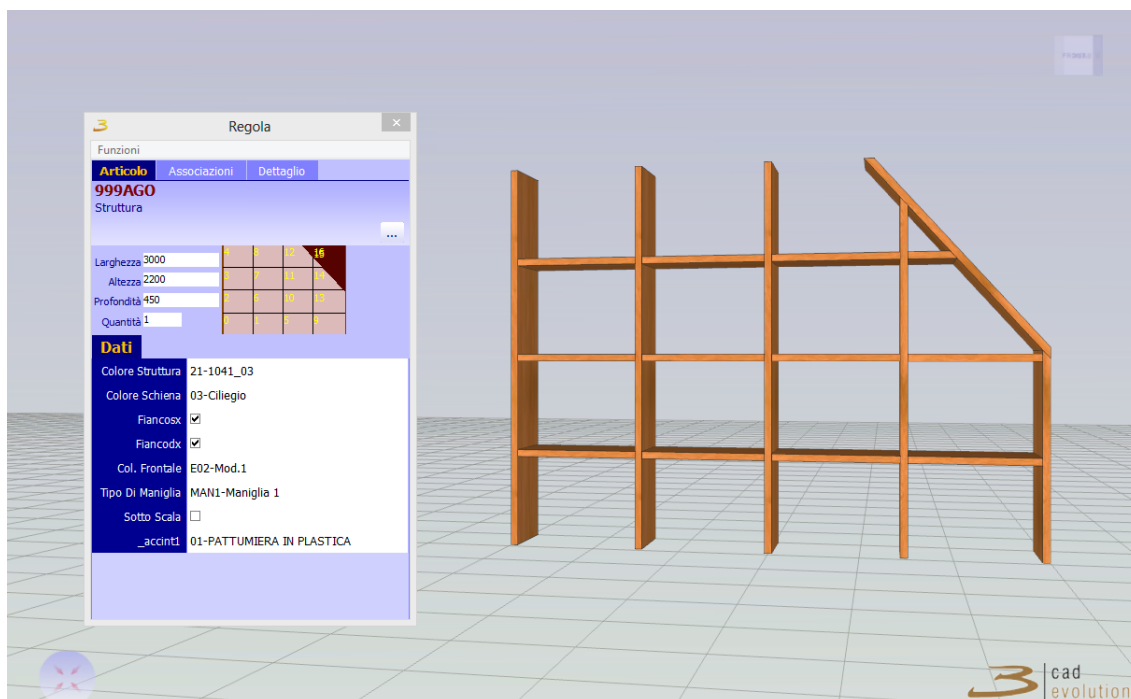 Regola
Funzioni
Articolo Associazioni Dettaglio
999AGO
Struttura
...
Larghezza 3000
Altezza 2200
Profondità 450
Quantità 1
4 8 12 16
3 7 11 14
2 6 10 13
0 1 5 9
Dati
Colore Struttura 21-1041_03
Colore Schiena 03-Ciliegio
Fiancosx
Fiancodx
Col. Frontale E02-Mod.1
Tipo Di Maniglia MAN1-Maniglia 1
Sotto Scala
_accint1 01-PATTUMIERA IN PLASTICA
cad
evolution